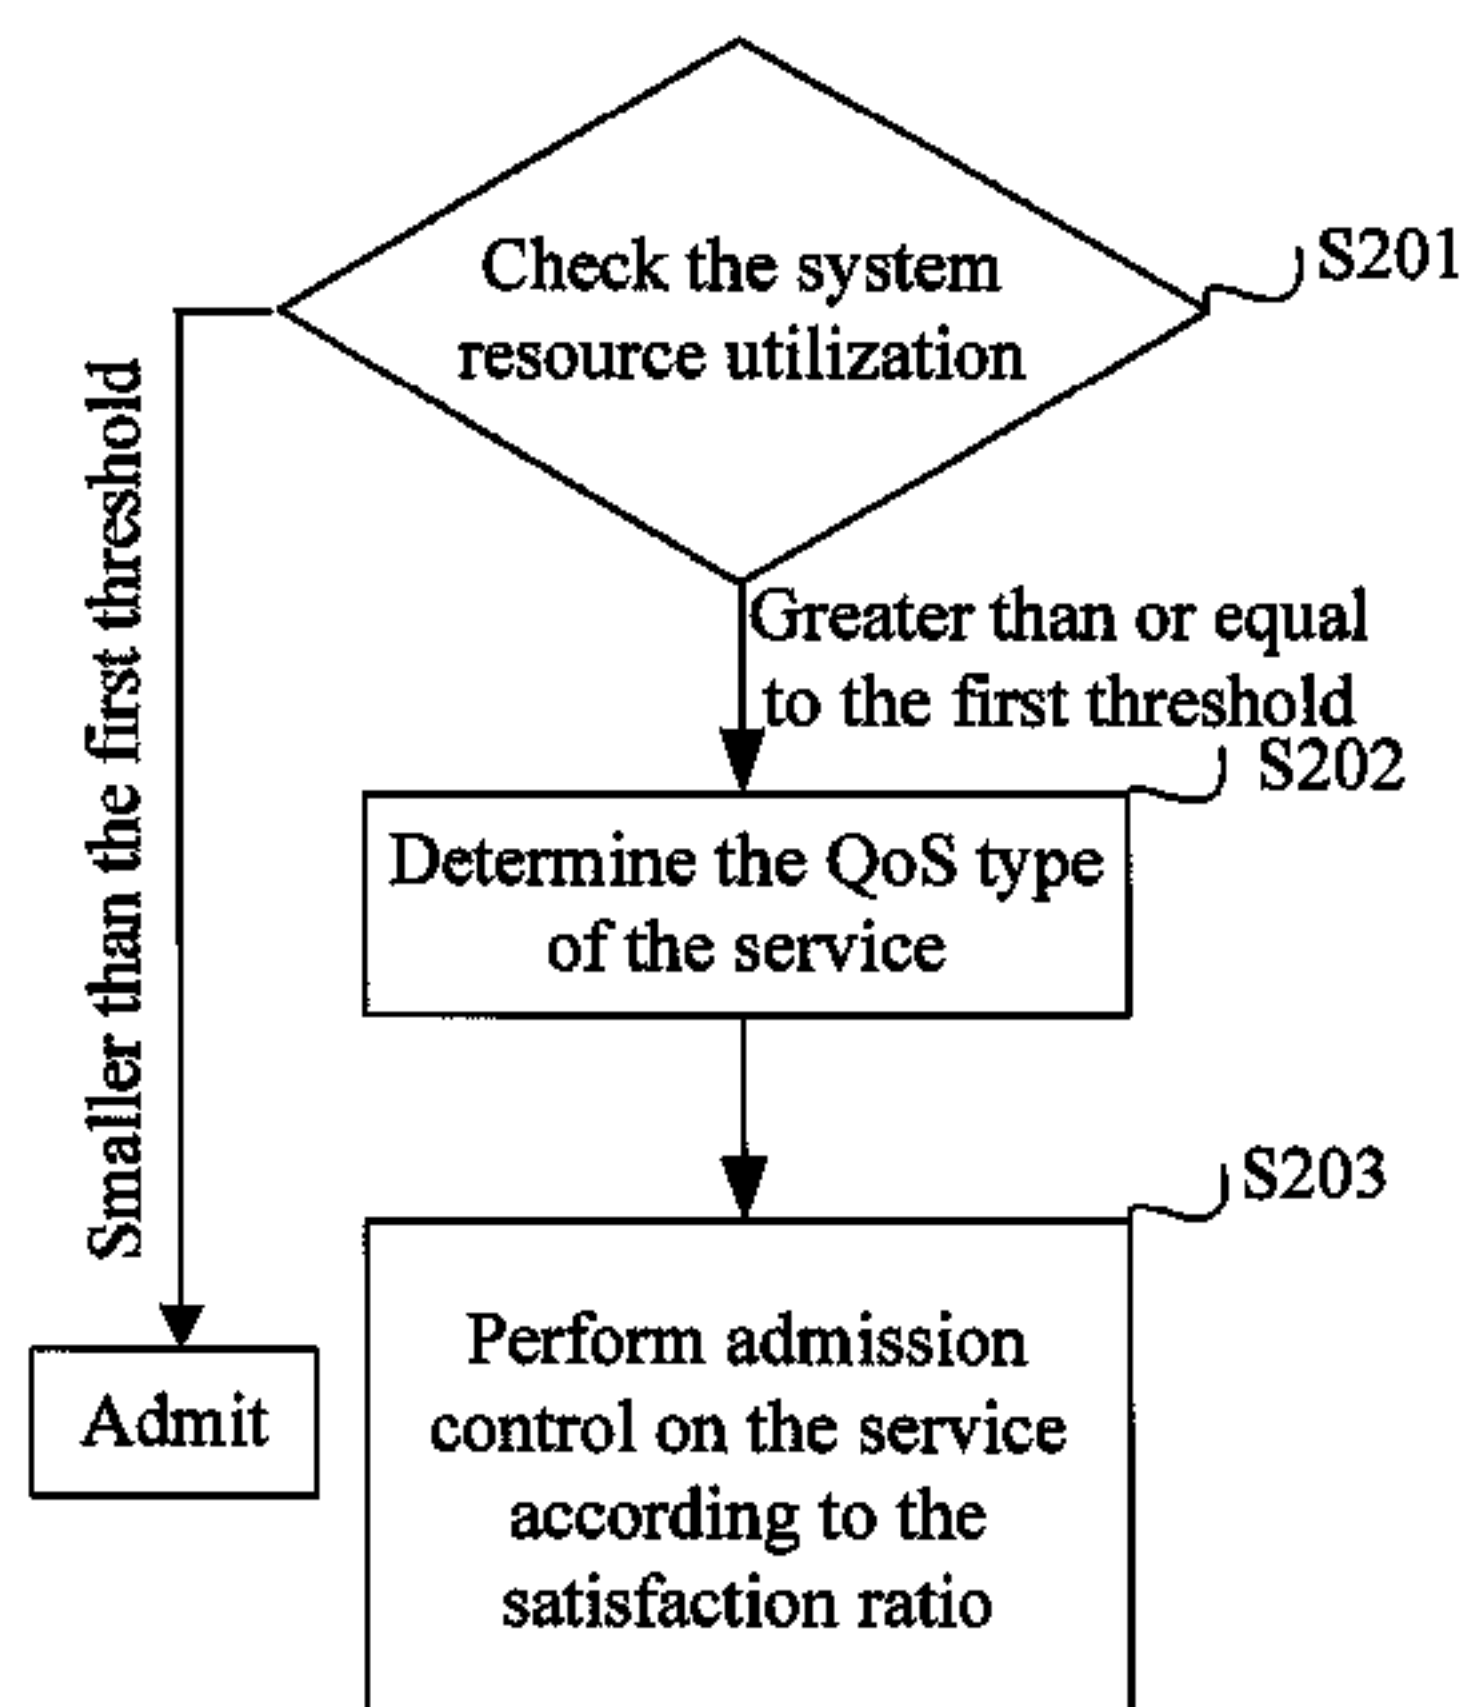 Check the system
resource utilization
S201
Smaller than the first threshold
Greater than or equal
to the first threshold
S202
Determine the QoS type
of the service
S203
Perform admission
control on the service
according to the
satisfaction ratio
Admit